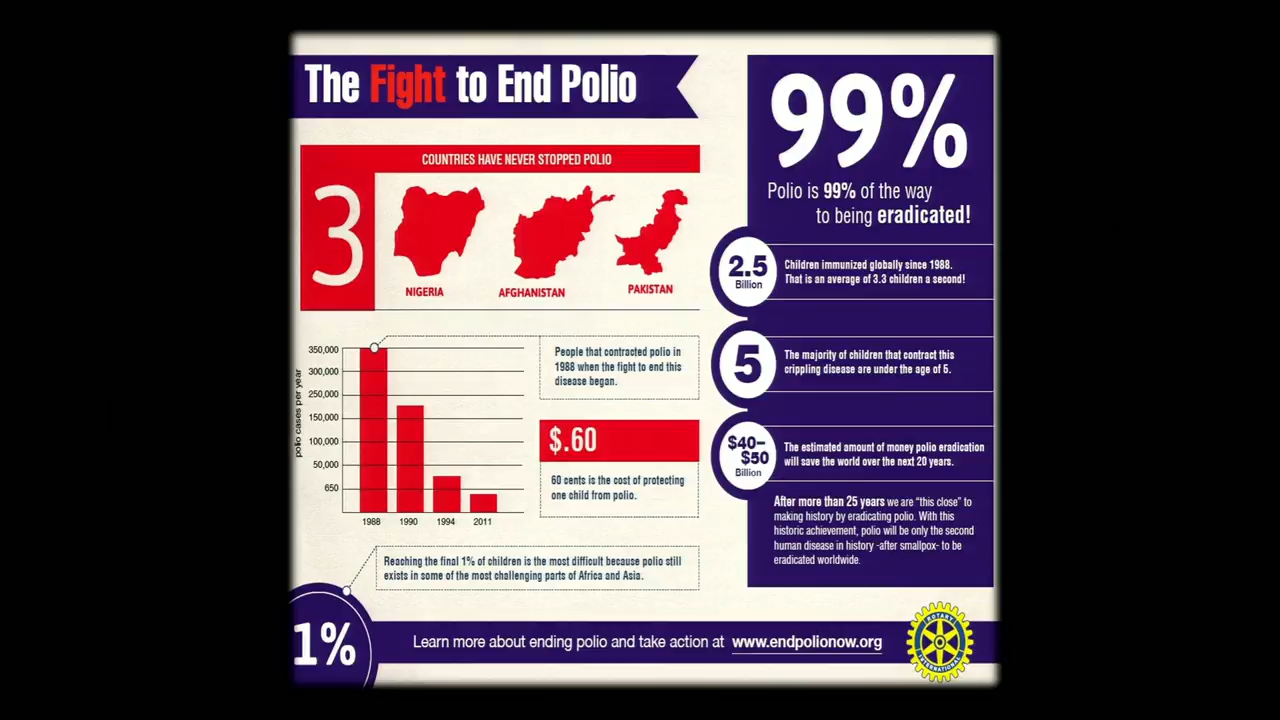 The Fight to End Polio
COUNTRIES HAVE NEVER STOPPED POLIO
3
NIGERIA
AFGHANISTAN
PAKISTAN
polio cases per year
350,000
300,000
250,000
150,000
100,000
50,000
650
1988
1990
1994
2011
People that contracted polio in
1988 when the fight to end this
disease began.
$.60
60 cents is the cost of protecting
one child from polio.
Reaching the final 1% of children is the most difficult because polio still
exists in some of the most challenging parts of Africa and Asia.
99%
Polio is 99% of the way
to being eradicated!
2.5
Billion
Children immunized globally since 1988.
That is an average of 3.3 children a second!
5
The majority of children that contract this
crippling disease are under the age of 5.
$40–
$50
Billion
The estimated amount of money polio eradication
will save the world over the next 20 years.
After more than 25 years we are "this close" to
making history by eradicating polio. With this
historic achievement, polio will be only the second
human disease in history -after smallpox- to be
eradicated worldwide.
1%
Learn more about ending polio and take action at www.endpolionow.org
ROTARY
INTERNATIONAL